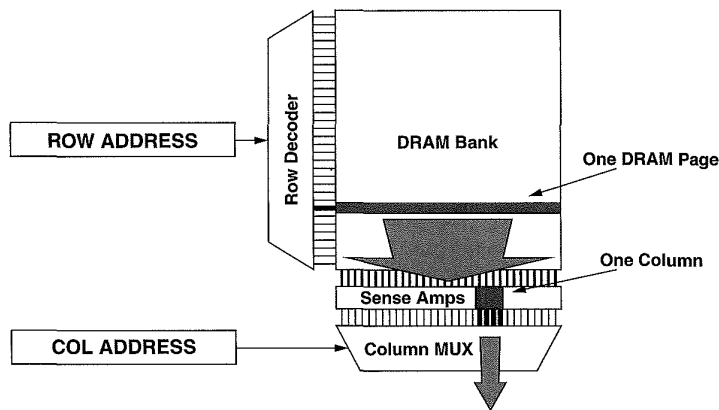 ROW ADDRESS
Row Decoder
DRAM Bank
One DRAM Page
One Column
Sense Amps
COL ADDRESS
Column MUX